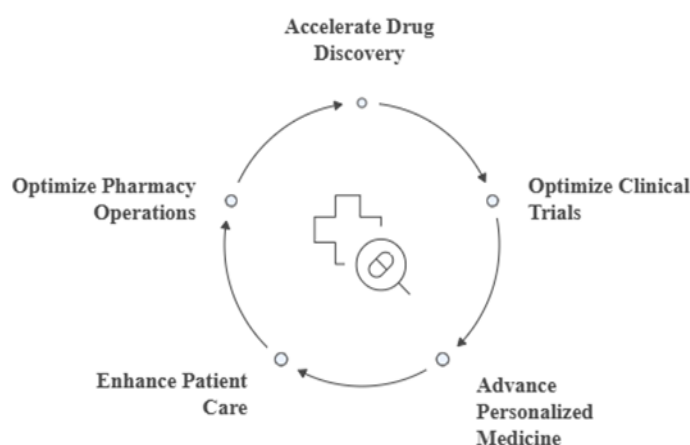 Accelerate Drug
Discovery
Optimize Clinical
Trials
Advance
Personalized
Medicine
Enhance Patient
Care
Optimize Pharmacy
Operations